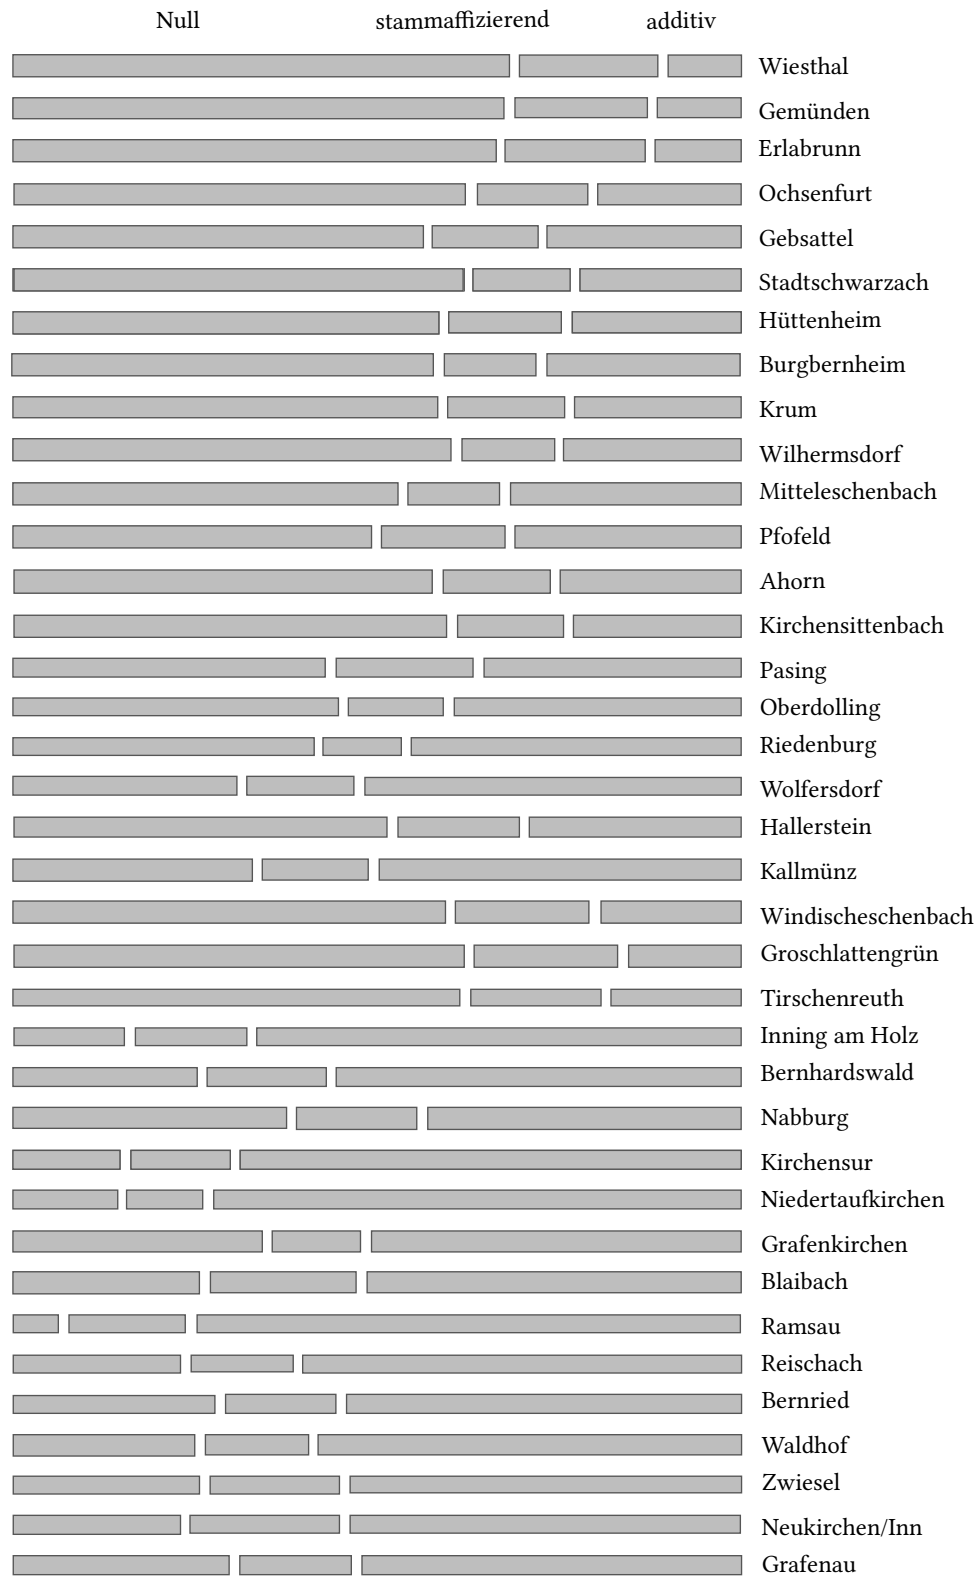 Null stammaffizierend additiv
Wiesthal
Gemünden
Erlabrunn
Ochsenfurt
Gebsattel
Stadtschwarzach
Hüttenheim
Burgbernheim
Krum
Wilhermsdorf
Mitteleschenbach
Pfofeld
Ahorn
Kirchensittenbach
Pasing
Oberdolling
Riedenburg
Wolfersdorf
Hallerstein
Kallmünz
Windischeschenbach
Groschlattengrün
Tirschenreuth
Inning am Holz
Bernhardswald
Nabburg
Kirchensur
Niedertaufkirchen
Grafenkirchen
Blaibach
Ramsau
Reischach
Bernried
Waldhof
Zwiesel
Neukirchen/Inn
Grafenau